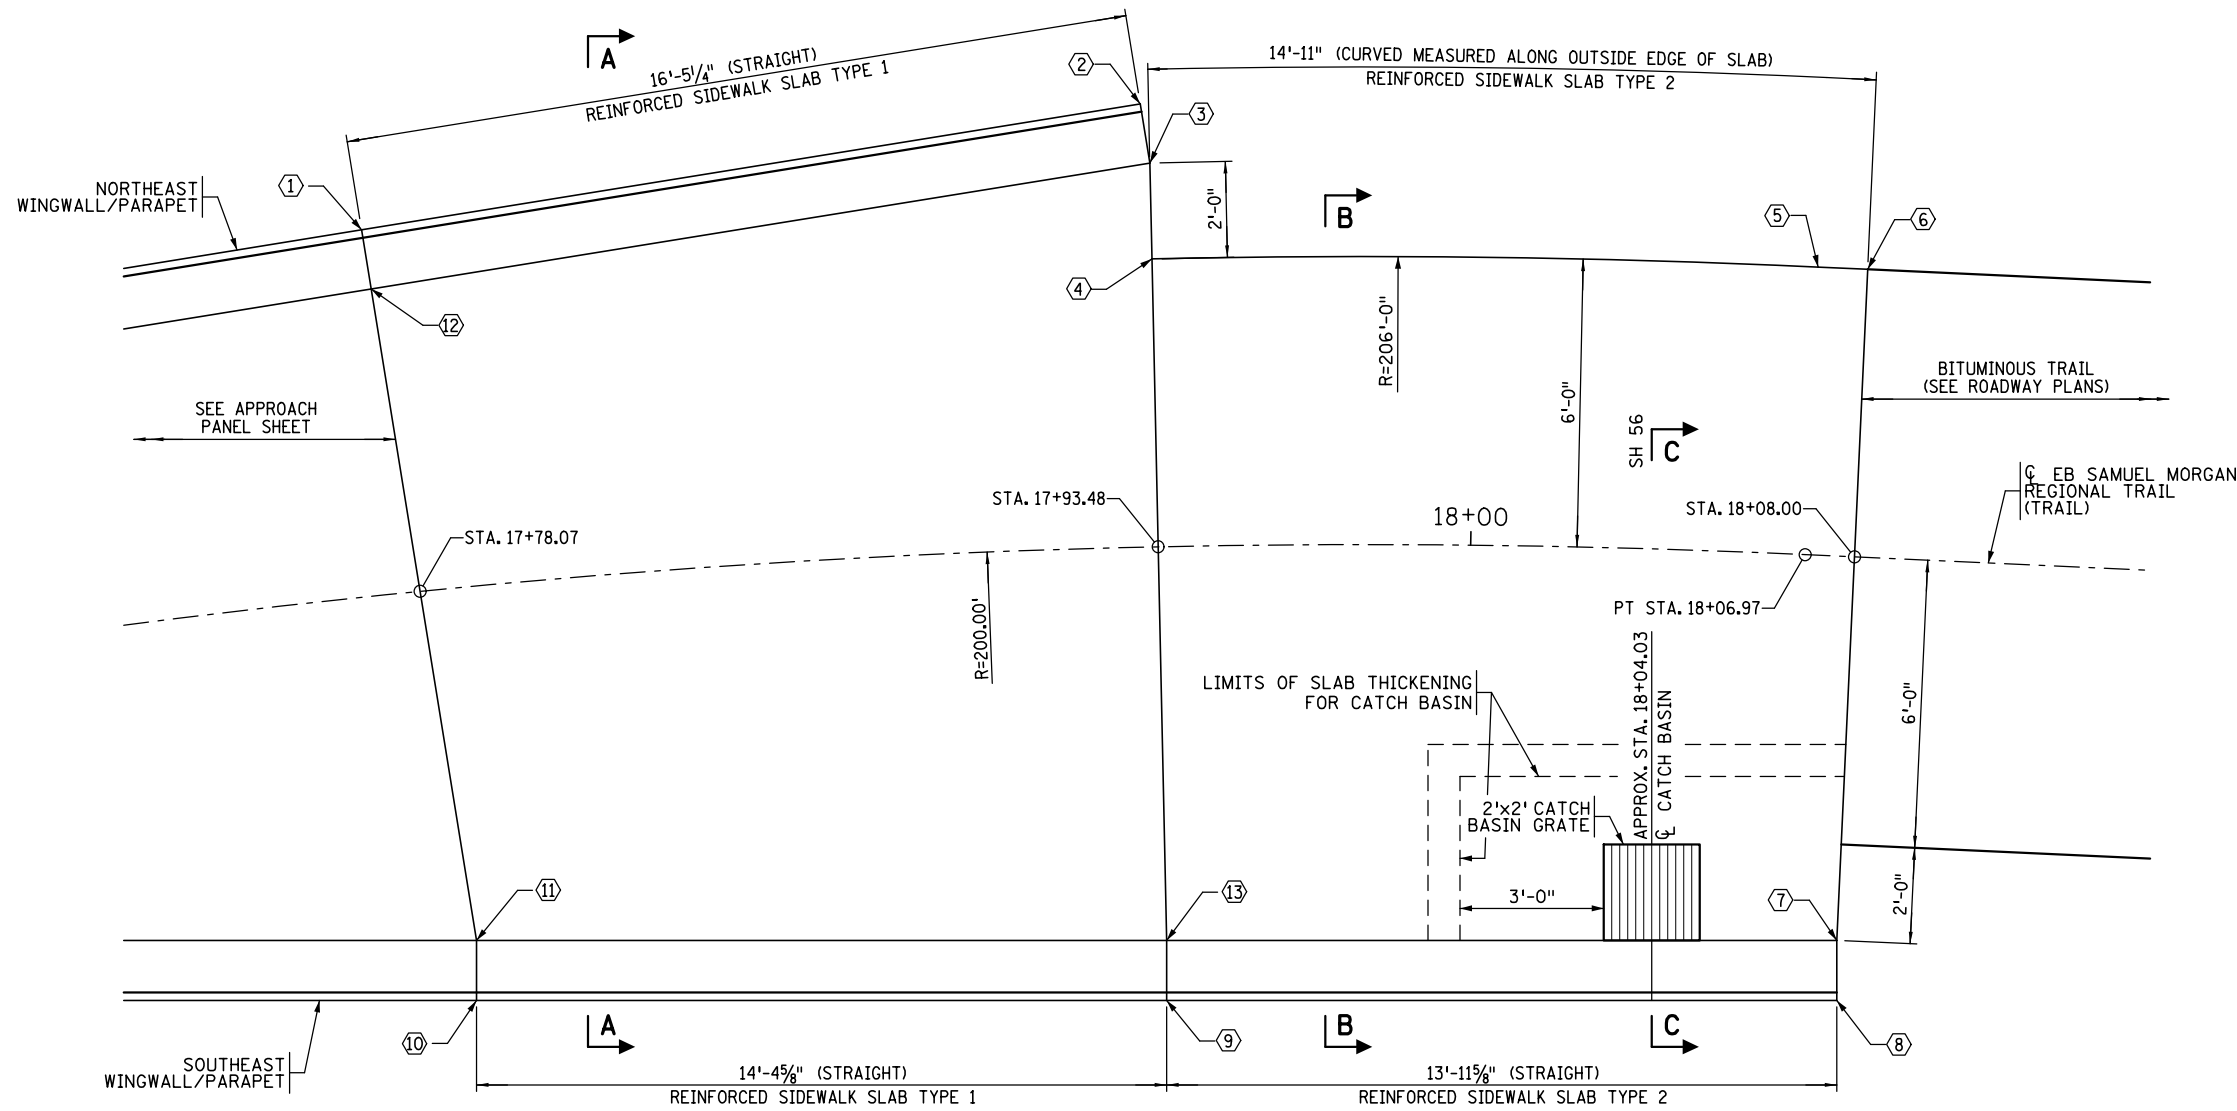 A
16'-5 1/4" (STRAIGHT)
REINFORCED SIDEWALK SLAB TYPE 1
2
14'-11" (CURVED MEASURED ALONG OUTSIDE EDGE OF SLAB)
REINFORCED SIDEWALK SLAB TYPE 2
3
NORTHEAST
WINGWALL/PARAPET
1
2'-0"
B
5
6
4
12
R=206'-0"
6'-0"
BITUMINOUS TRAIL
(SEE ROADWAY PLANS)
SEE APPROACH
PANEL SHEET
SH 56
C
℄ EB SAMUEL MORGAN
REGIONAL TRAIL
(TRAIL)
STA. 17+93.48
18+00
STA. 18+08.00
STA. 17+78.07
R=200.00'
PT STA. 18+06.97
LIMITS OF SLAB THICKENING
FOR CATCH BASIN
APPROX. STA. 18+04.03
℄ CATCH BASIN
6'-0"
2'x2' CATCH
BASIN GRATE
3'-0"
2'-0"
11
13
7
10
A
9
B
C
8
SOUTHEAST
WINGWALL/PARAPET
14'-4 5/8" (STRAIGHT)
REINFORCED SIDEWALK SLAB TYPE 1
13'-11 5/8" (STRAIGHT)
REINFORCED SIDEWALK SLAB TYPE 2